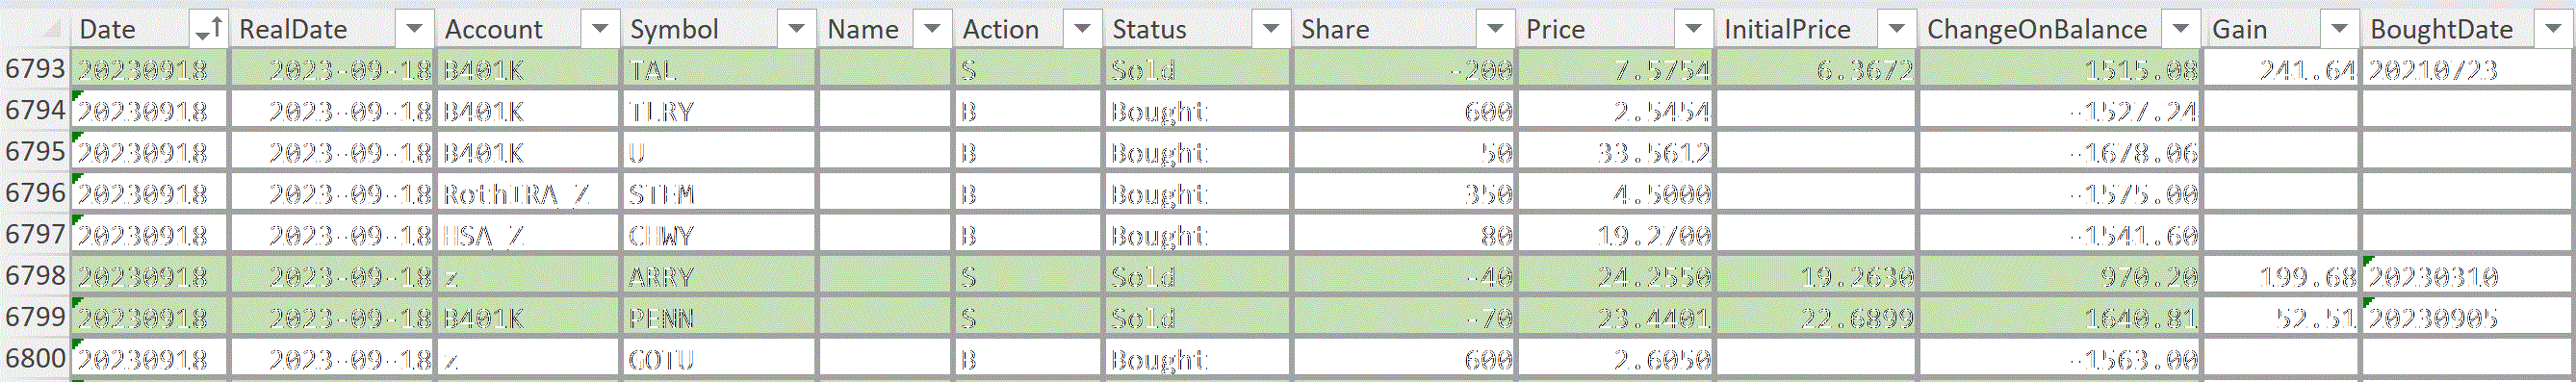 Date RealDate Account Symbol Name Action Status Share Price InitialPrice ChangeOnBalance Gain BoughtDate
6793 20230918 2023-09-18 B401K TAL S Sold -200 7.5754 6.3672 1515.08 241.64 20210723
6794 20230918 2023-09-18 B401K TLRY B Bought 600 2.5454 -1527.24
6795 20230918 2023-09-18 B401K U B Bought 50 33.5612 -1678.06
6796 20230918 2023-09-18 RothIRA_Z STEM B Bought 350 4.5000 -1575.00
6797 20230918 2023-09-18 HSA_Z CHWY B Bought 80 19.2700 -1541.60
6798 20230918 2023-09-18 z ARRY S Sold -40 24.2550 19.2630 970.20 199.68 20230310
6799 20230918 2023-09-18 B401K PENN S Sold -70 23.4401 22.6899 1640.81 52.51 20230905
6800 20230918 2023-09-18 z GOTU B Bought 600 2.6050 -1563.00